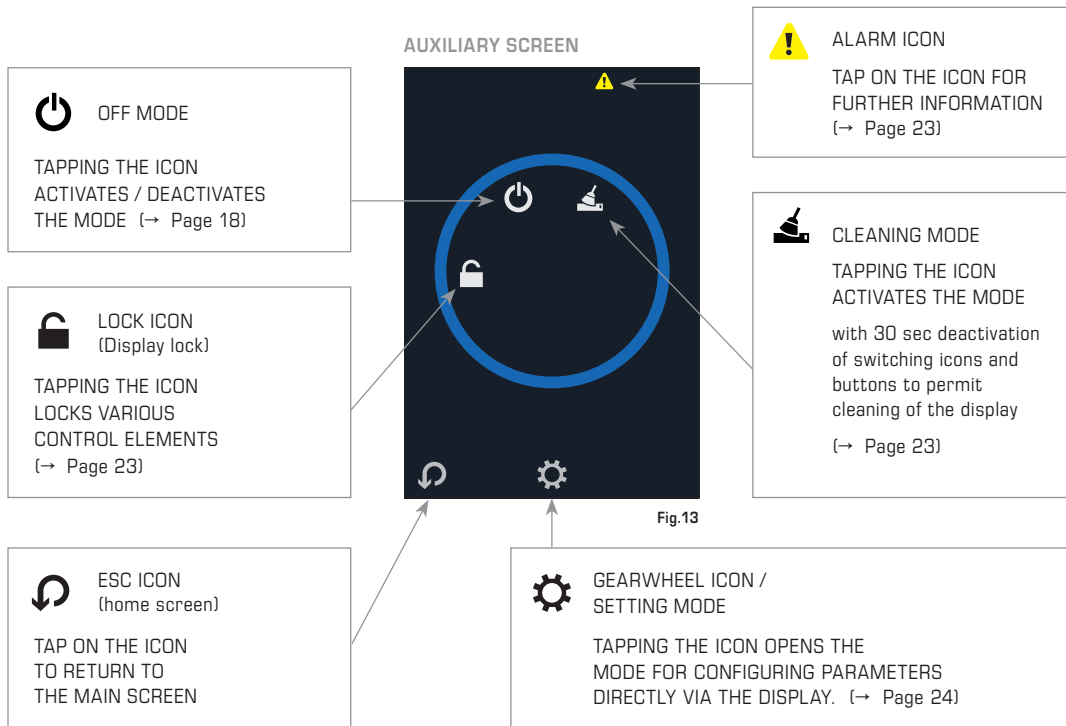 AUXILIARY SCREEN
OFF MODE
TAPPING THE ICON
ACTIVATES / DEACTIVATES
THE MODE (→ Page 18)
LOCK ICON
(Display lock)
TAPPING THE ICON
LOCKS VARIOUS
CONTROL ELEMENTS
(→ Page 23)
ESC ICON
(home screen)
TAP ON THE ICON
TO RETURN TO
THE MAIN SCREEN
Fig.13
ALARM ICON
TAP ON THE ICON FOR
FURTHER INFORMATION
(→ Page 23)
CLEANING MODE
TAPPING THE ICON
ACTIVATES THE MODE
with 30 sec deactivation
of switching icons and
buttons to permit
cleaning of the display
(→ Page 23)
GEARWHEEL ICON /
SETTING MODE
TAPPING THE ICON OPENS THE
MODE FOR CONFIGURING PARAMETERS
DIRECTLY VIA THE DISPLAY. (→ Page 24)